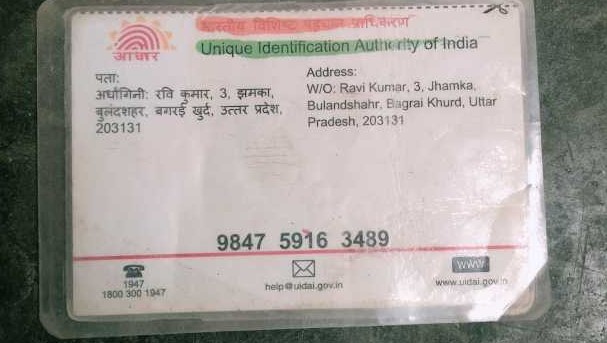 भारतीय विशिष्ट पहचान प्राधिकरण
Unique Identification Authority of India
आधार
पता:
अर्धांगिनी: रवि कुमार, 3, झमका,
बुलंदशहर, बगरई खुर्द, उत्तर प्रदेश,
203131
Address:
W/O: Ravi Kumar, 3, Jhamka,
Bulandshahr, Bagrai Khurd, Uttar
Pradesh, 203131
9847 5916 3489
1947
1800 300 1947
help@uidai.gov.in
www
www.uidai.gov.in